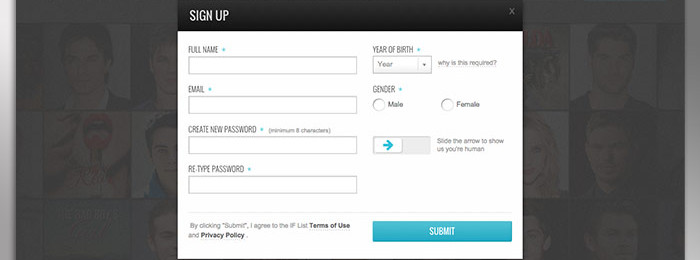 SIGN UP
X
FULL NAME *
YEAR OF BIRTH *
Year
why is this required?
EMAIL *
GENDER *
Male
Female
CREATE NEW PASSWORD * (minimum 8 characters)
Slide the arrow to show
us you're human
RE-TYPE PASSWORD *
By clicking "Submit", I agree to the IF List Terms of Use
and Privacy Policy .
SUBMIT